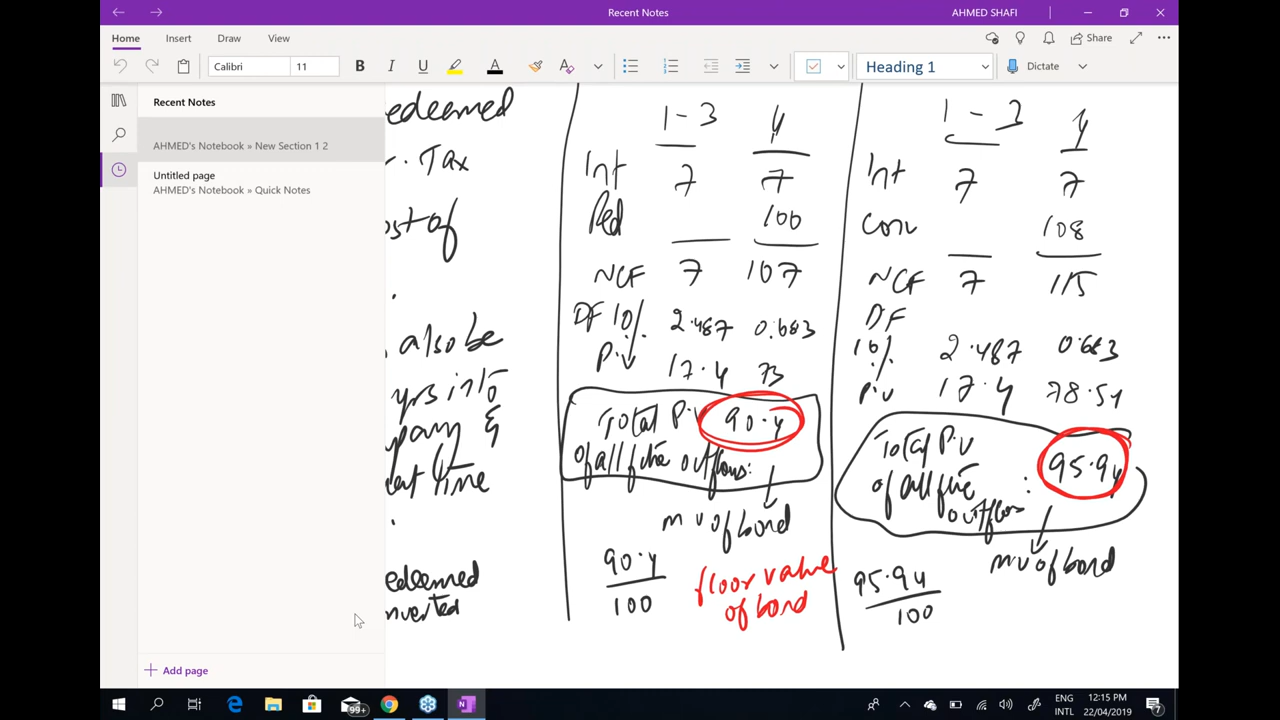 Recent Notes
AHMED SHAFI
Home
Insert
Draw
View
Share
Calibri
11
B
I
U
A
Heading 1
Dictate
Recent Notes
AHMED's Notebook » New Section 1 2
Untitled page
AHMED's Notebook » Quick Notes
Add page
edeemed
. Tax
ost of
.
also be
yrs into
mpany &
at time
.
edeemed
nverted
1-3 4
Int 7 7
Red 100
NCF 7 107
DF 10% 2.487 0.683
P.V 17.4 73
Total P.V 90.4
of all the outflows:
m.v of bond
90.4
100
floor value
of bond
1-3 4
Int 7 7
Conv 108
NCF 7 115
DF
10% 2.487 0.683
P.V 17.4 78.54
Total P.V
of all the : 95.94
outflows
m.v of bond
95.94
100
99+
ENG
INTL
12:15 PM
22/04/2019
7